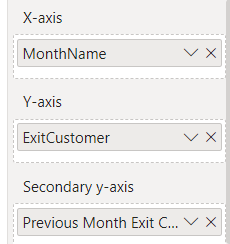 X-axis
MonthName
Y-axis
ExitCustomer
Secondary y-axis
Previous Month Exit C...